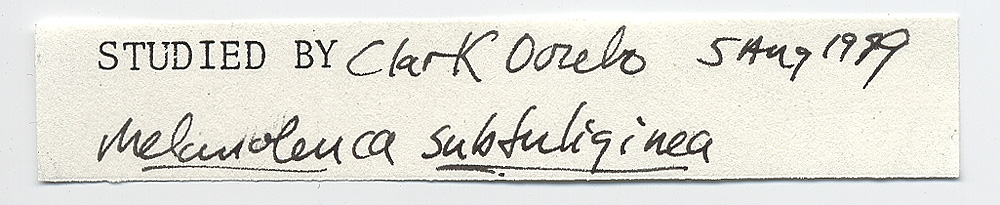 STUDIED BY Clark Ovrebo 5 Aug 1989
Melanoleuca subfuliginea